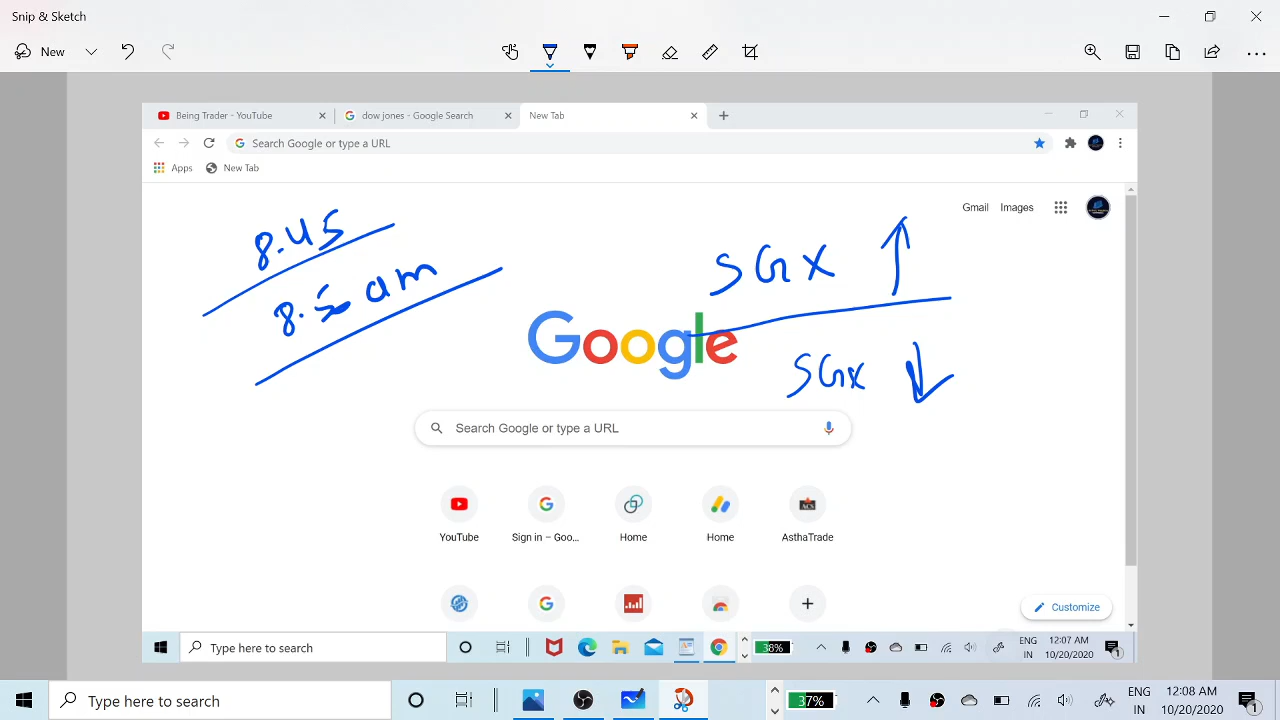 Snip & Sketch
New
Being Trader - YouTube
dow jones - Google Search
New Tab
Search Google or type a URL
Apps
New Tab
Gmail
Images
8.45
8.50 am
SGX ↑
SGX ↓
Google
Search Google or type a URL
YouTube
Sign in – Goo...
Home
Home
AsthaTrade
Customize
Type here to search
38%
ENG
IN
12:07 AM
10/20/2020
1
Type here to search
37%
ENG
IN
12:08 AM
10/20/2020
1